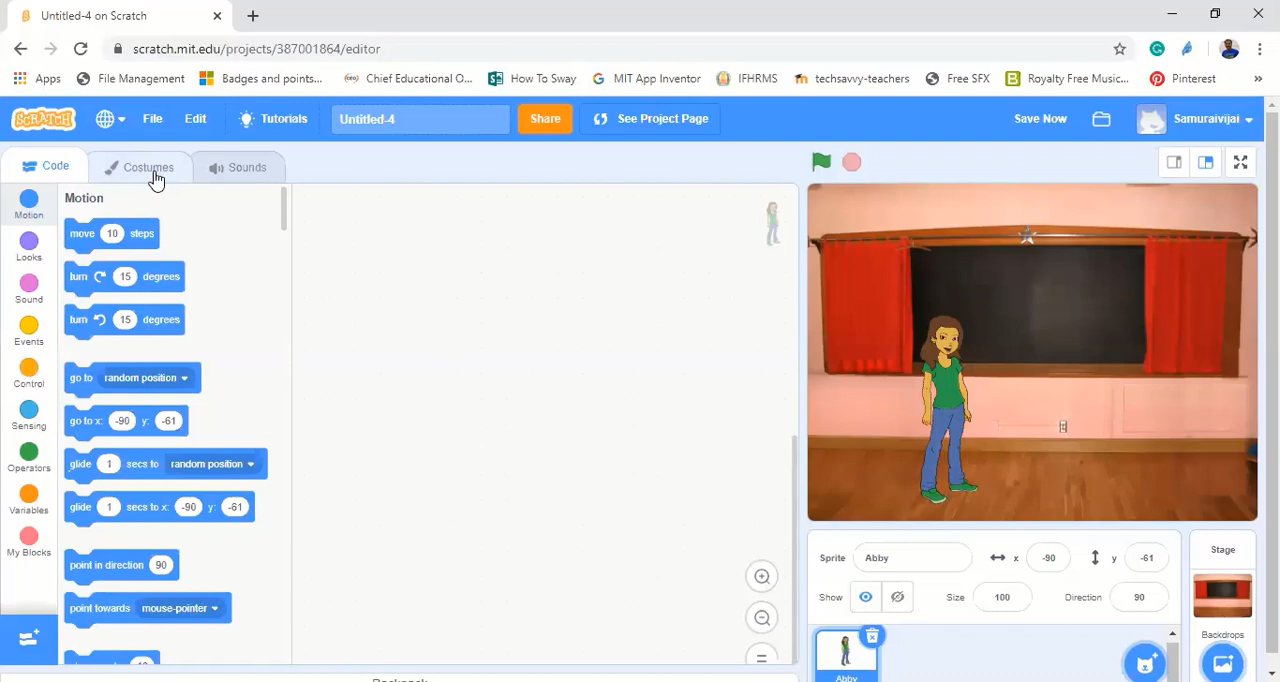 Untitled-4 on Scratch
scratch.mit.edu/projects/387001864/editor
Apps File Management Badges and points... Chief Educational O... How To Sway MIT App Inventor IFHRMS techsavvy-teachers Free SFX Royalty Free Music... Pinterest »
SCRATCH File Edit Tutorials Untitled-4 Share See Project Page Save Now Samuraivijai
Code Costumes Sounds
Motion
Looks
Sound
Events
Control
Sensing
Operators
Variables
My Blocks
Motion
move 10 steps
turn 15 degrees
turn 15 degrees
go to random position
go to x: -90 y: -61
glide 1 secs to random position
glide 1 secs to x: -90 y: -61
point in direction 90
point towards mouse-pointer
Sprite Abby x -90 y -61
Show Size 100 Direction 90
Abby
Stage
Backdrops